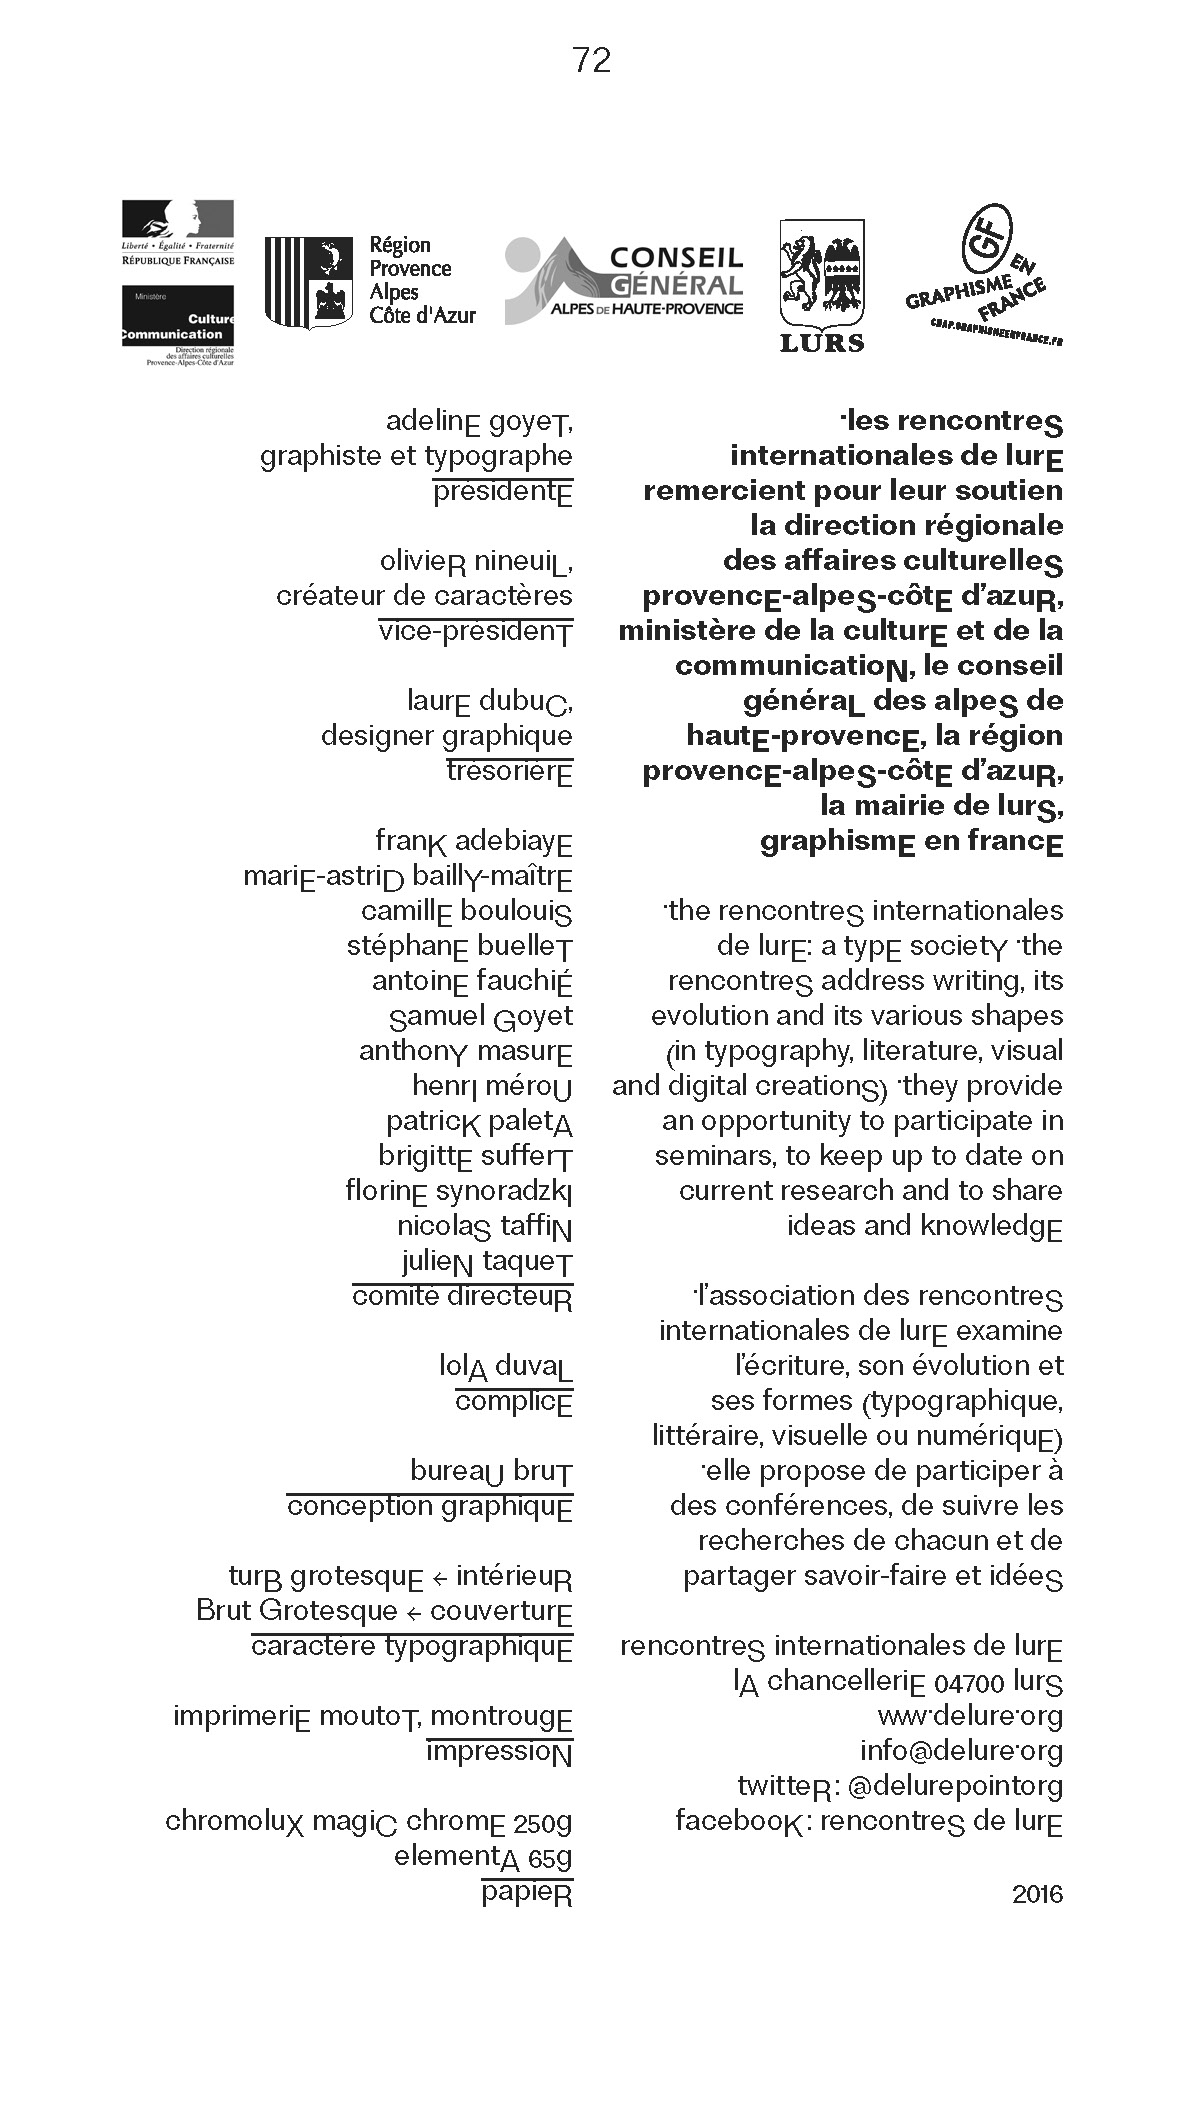 72
Liberté • Égalité • Fraternité
RÉPUBLIQUE FRANÇAISE
Ministère
Culture
Communication
Direction régionale
des affaires culturelles
Provence-Alpes-Côte d'Azur
Région
Provence
Alpes
Côte d'Azur
CONSEIL
GÉNÉRAL
ALPES DE HAUTE-PROVENCE
LURS
GF
GRAPHISME EN
FRANCE
CNAP.GRAPHISMEENFRANCE.FR
adelinE goyeT,
graphiste et typographe
présidentE
olivieR nineuiL,
créateur de caractères
vice-présidenT
laurE dubuC,
designer graphique
trésorièrE
franK adebiayE
mariE-astriD baillY-maîtrE
camillE boulouiS
stéphanE buelleT
antoinE fauchiÉ
Samuel Goyet
anthonY masurE
henrI méroU
patricK paletA
brigittE sufferT
florinE synoradzkI
nicolaS taffiN
julieN taqueT
comité directeuR
lolA duvaL
complicE
bureaU bruT
conception graphiquE
turB grotesquE ← intérieuR
Brut Grotesque ← couverturE
caractère typographiquE
imprimeriE moutoT, montrougE
impressioN
chromoluX magiC chromE 250g
elementA 65g
papieR
·les rencontreS
internationales de lurE
remercient pour leur soutien
la direction régionale
des affaires culturelleS
provencE-alpeS-côtE d’azuR,
ministère de la culturE et de la
communicatioN, le conseil
généraL des alpeS de
hautE-provencE, la région
provencE-alpeS-côtE d’azuR,
la mairie de lurS,
graphismE en francE
·the rencontreS internationales
de lurE: a typE societY ·the
rencontreS address writing, its
evolution and its various shapes
(in typography, literature, visual
and digital creationS) ·they provide
an opportunity to participate in
seminars, to keep up to date on
current research and to share
ideas and knowledgE
·l’association des rencontreS
internationales de lurE examine
l’écriture, son évolution et
ses formes (typographique,
littéraire, visuelle ou numériquE)
·elle propose de participer à
des conférences, de suivre les
recherches de chacun et de
partager savoir-faire et idéeS
rencontreS internationales de lurE
lA chancelleriE 04700 lurS
www·delure·org
info@delure·org
twitteR: @delurepointorg
facebooK: rencontreS de lurE
2016